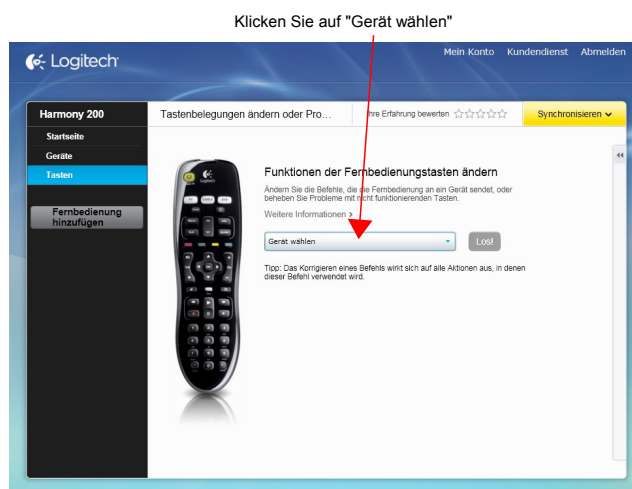 Klicken Sie auf "Gerät wählen"
Logitech
Mein Konto Kundendienst Abmelden
Harmony 200
Tastenbelegungen ändern oder Pro...
Ihre Erfahrung bewerten
Synchronisieren
Startseite
Geräte
Tasten
Fernbedienung
hinzufügen
Funktionen der Fernbedienungstasten ändern
Ändern Sie die Befehle, die die Fernbedienung an ein Gerät sendet, oder
beheben Sie Probleme mit nicht funktionierenden Tasten.
Weitere Informationen >
Gerät wählen
Los!
Tipp: Das Korrigieren eines Befehls wirkt sich auf alle Aktionen aus, in denen
dieser Befehl verwendet wird.